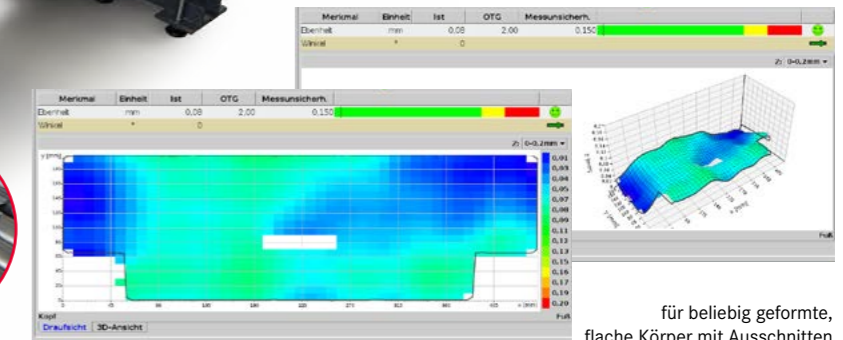 Merkmal Einheit Ist OTG Messunsicherh.
Ebenheit mm 0,08 2,00 0,150
Winkel ° 0
Z: 0-0,2mm
Fuß
Merkmal Einheit Ist OTG Messunsicherh.
Ebenheit mm 0,08 2,00 0,150
Winkel ° 0
Z: 0-0,2mm
y [mm]
0,01
0,03
0,04
0,05
0,07
0,08
0,09
0,11
0,12
0,13
0,15
0,16
0,17
0,19
0,20
x [mm]
Kopf Fuß
Draufsicht 3D-Ansicht
für beliebig geformte,
flache Körper mit Ausschnitten